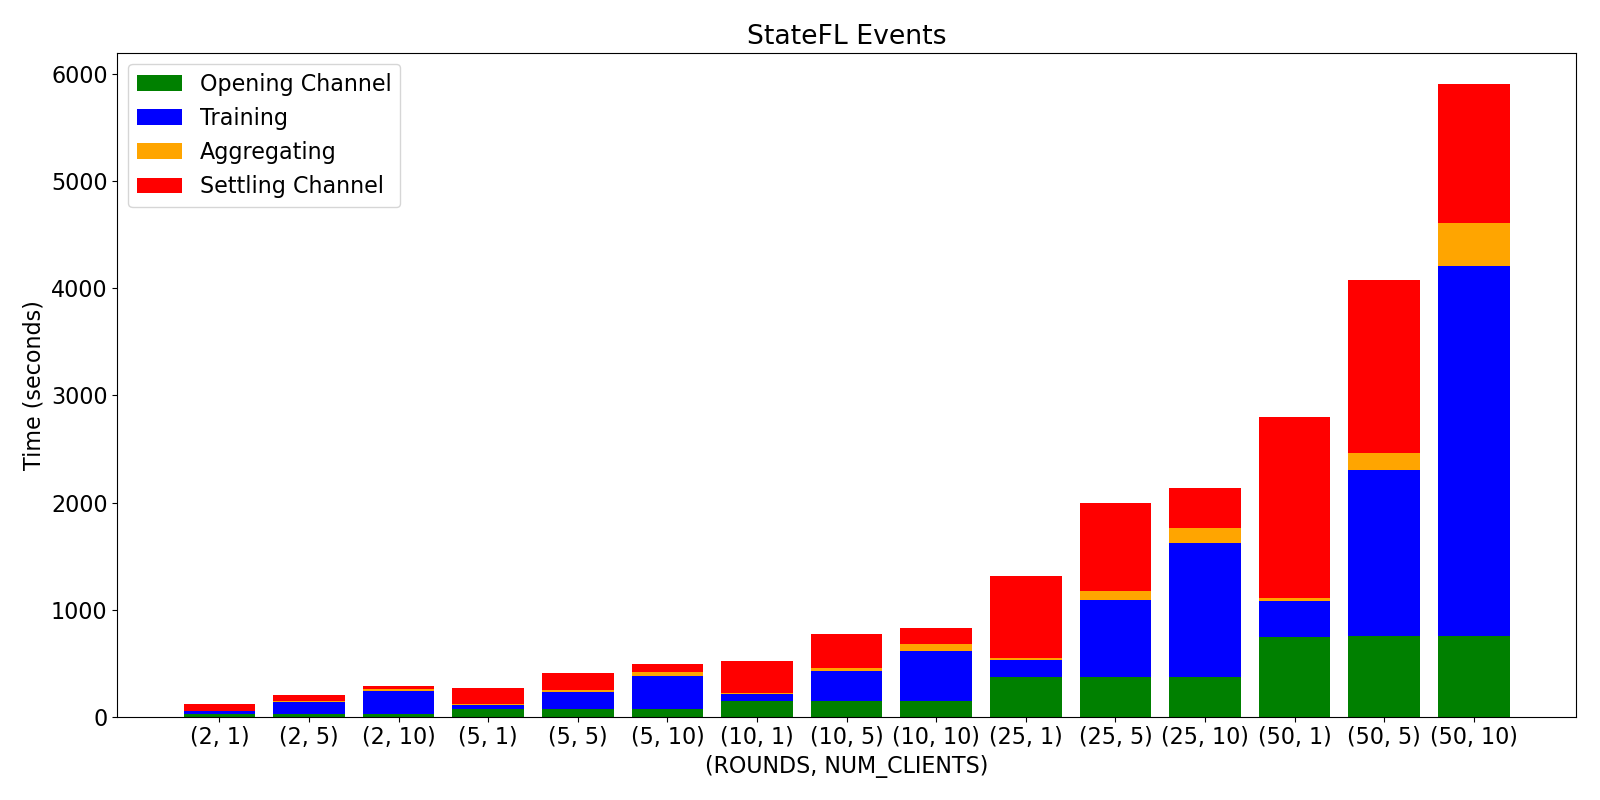 StateFL Events
Opening Channel
Training
Aggregating
Settling Channel
Time (seconds)
6000
5000
4000
3000
2000
1000
0
(2, 1) (2, 5) (2, 10) (5, 1) (5, 5) (5, 10) (10, 1) (10, 5) (10, 10) (25, 1) (25, 5) (25, 10) (50, 1) (50, 5) (50, 10)
(ROUNDS, NUM_CLIENTS)